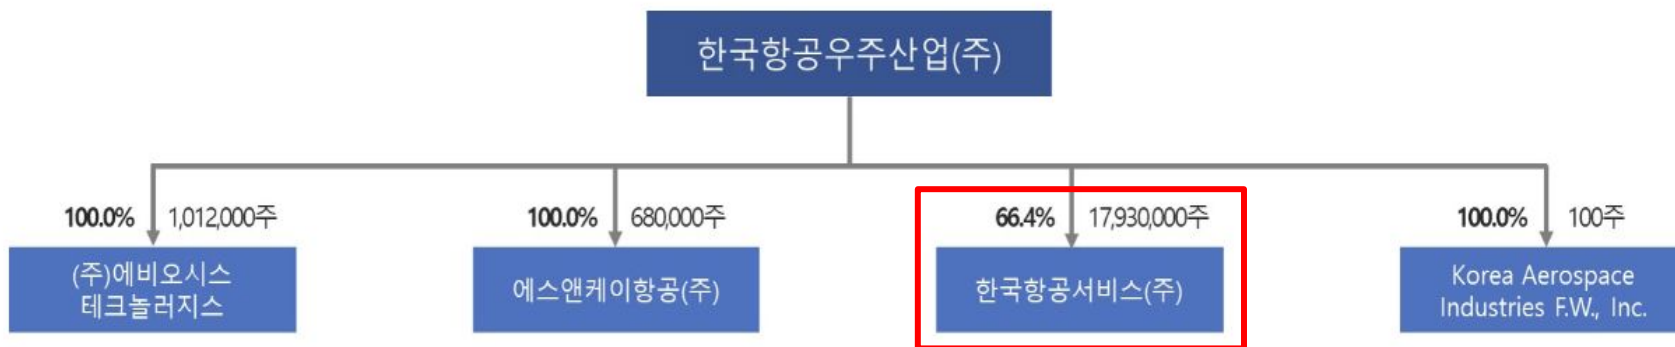 한국항공우주산업(주)
100.0% 1,012,000주
100.0% 680,000주
66.4% 17,930,000주
100.0% 100주
(주)에비오시스
테크놀러지스
에스앤케이항공(주)
한국항공서비스(주)
Korea Aerospace
Industries F.W., Inc.